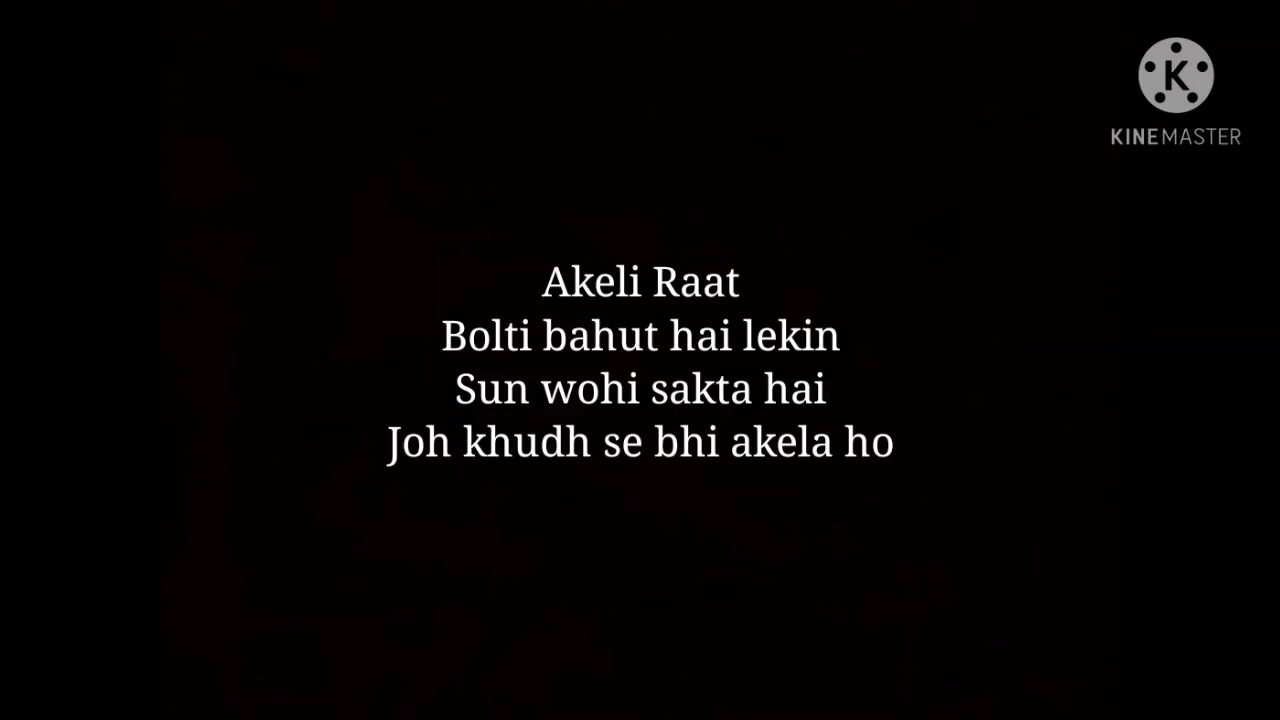 K
KINEMASTER
Akeli Raat
Bolti bahut hai lekin
Sun wohi sakta hai
Joh khudh se bhi akela ho